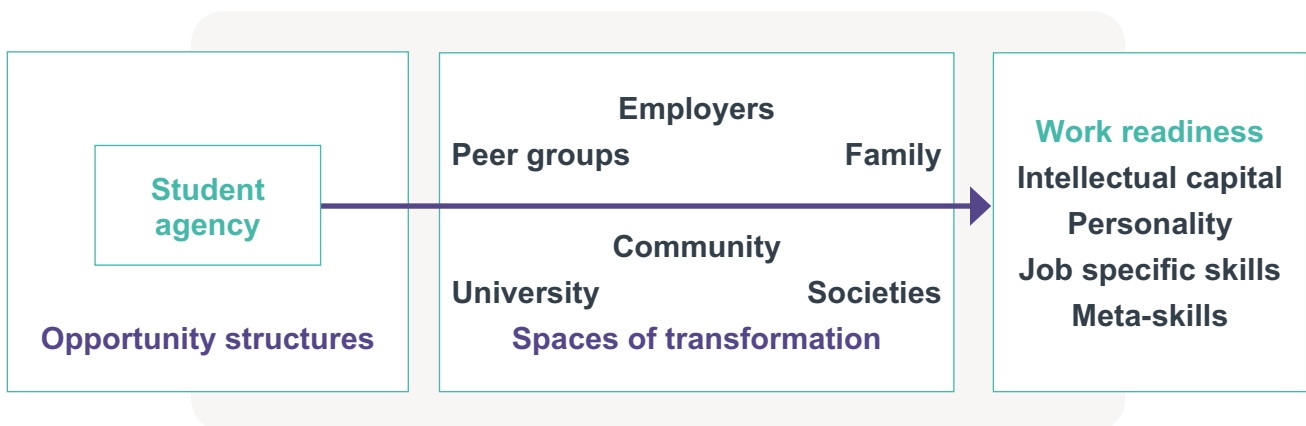 Student
agency
Opportunity structures
Employers
Peer groups Family
Community
University Societies
Spaces of transformation
Work readiness
Intellectual capital
Personality
Job specific skills
Meta-skills